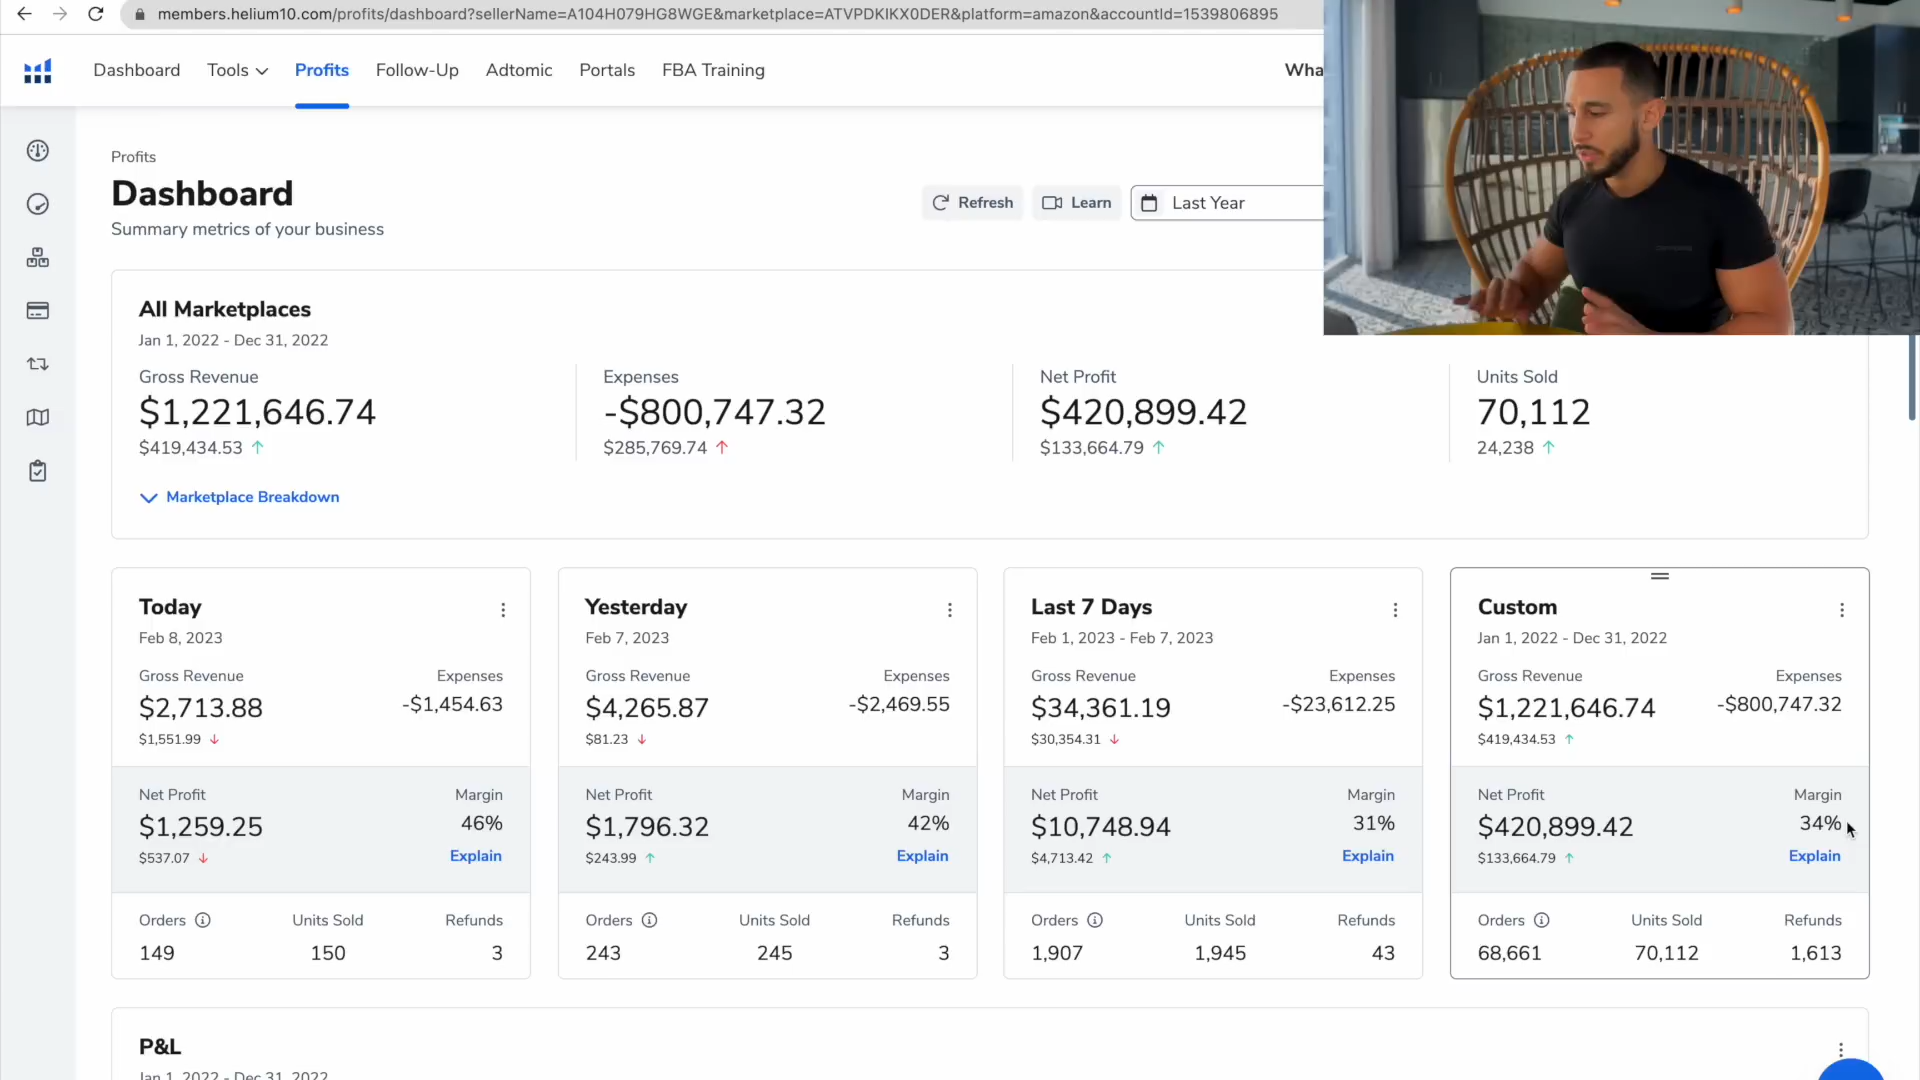 members.helium10.com/profits/dashboard?sellerName=A104H079HG8WGE&marketplace=ATVPDKIKX0DER&platform=amazon&accountId=1539806895
Dashboard Tools Profits Follow-Up Adtomic Portals FBA Training Wha
Profits
Dashboard
Summary metrics of your business
Refresh Learn Last Year
All Marketplaces
Jan 1, 2022 - Dec 31, 2022
Gross Revenue Expenses Net Profit Units Sold
$1,221,646.74 -$800,747.32 $420,899.42 70,112
$419,434.53 ↑ $285,769.74 ↑ $133,664.79 ↑ 24,238 ↑
Marketplace Breakdown
Today
Feb 8, 2023
Gross Revenue Expenses
$2,713.88 -$1,454.63
$1,551.99 ↓
Net Profit Margin
$1,259.25 46%
$537.07 ↓ Explain
Orders Units Sold Refunds
149 150 3
Yesterday
Feb 7, 2023
Gross Revenue Expenses
$4,265.87 -$2,469.55
$81.23 ↓
Net Profit Margin
$1,796.32 42%
$243.99 ↑ Explain
Orders Units Sold Refunds
243 245 3
Last 7 Days
Feb 1, 2023 - Feb 7, 2023
Gross Revenue Expenses
$34,361.19 -$23,612.25
$30,354.31 ↓
Net Profit Margin
$10,748.94 31%
$4,713.42 ↑ Explain
Orders Units Sold Refunds
1,907 1,945 43
Custom
Jan 1, 2022 - Dec 31, 2022
Gross Revenue Expenses
$1,221,646.74 -$800,747.32
$419,434.53 ↑
Net Profit Margin
$420,899.42 34%
$133,664.79 ↑ Explain
Orders Units Sold Refunds
68,661 70,112 1,613
P&L
Jan 1, 2022 - Dec 31, 2022